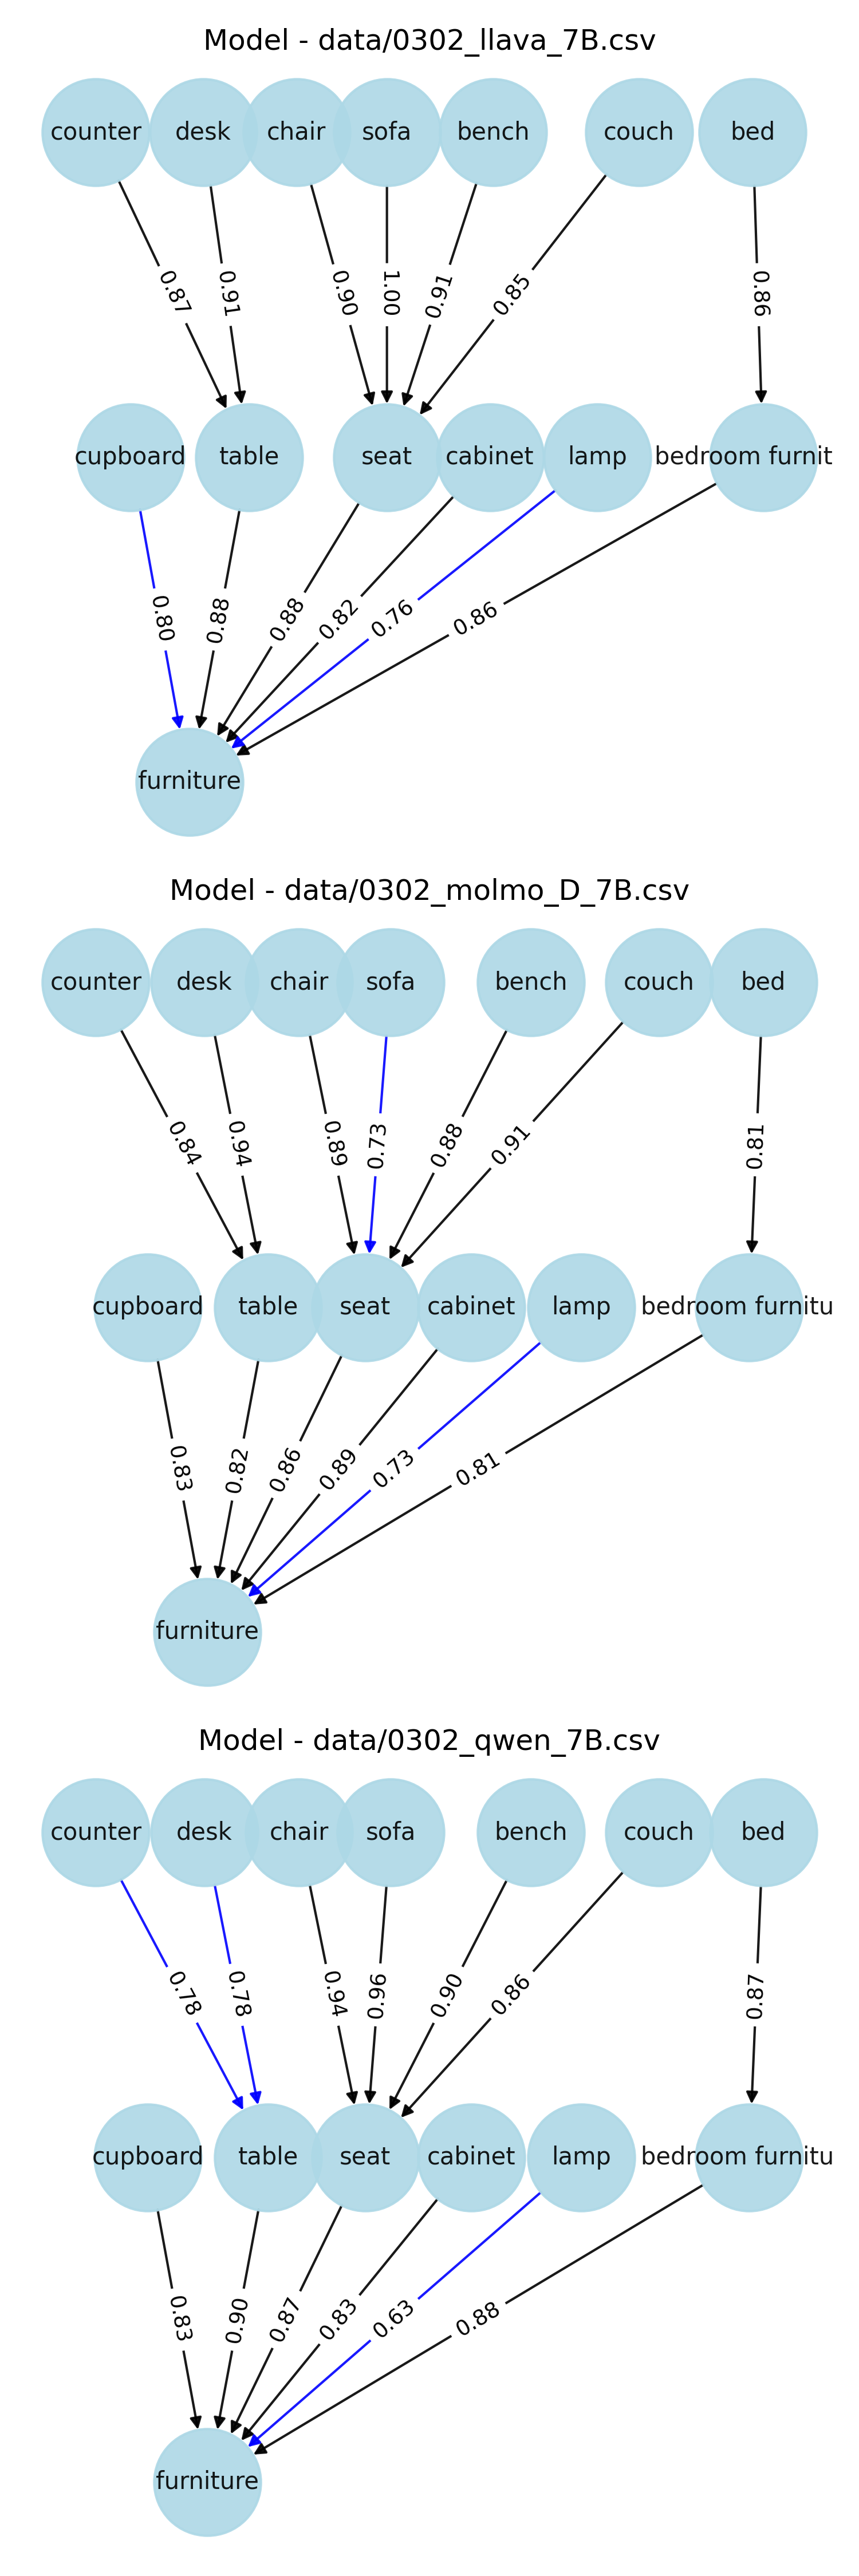 Model - data/0302_llava_7B.csv
counter desk chair sofa bench couch bed
0.87 0.91 0.90 1.00 0.91 0.85 0.86
cupboard table seat cabinet lamp bedroom furnit
0.80 0.88 0.88 0.82 0.76 0.86
furniture
Model - data/0302_molmo_D_7B.csv
counter desk chair sofa bench couch bed
0.84 0.94 0.89 0.73 0.88 0.91 0.81
cupboard table seat cabinet lamp bedroom furnitu
0.83 0.82 0.86 0.89 0.73 0.81
furniture
Model - data/0302_qwen_7B.csv
counter desk chair sofa bench couch bed
0.78 0.78 0.94 0.96 0.90 0.86 0.87
cupboard table seat cabinet lamp bedroom furnitu
0.83 0.90 0.87 0.83 0.63 0.88
furniture